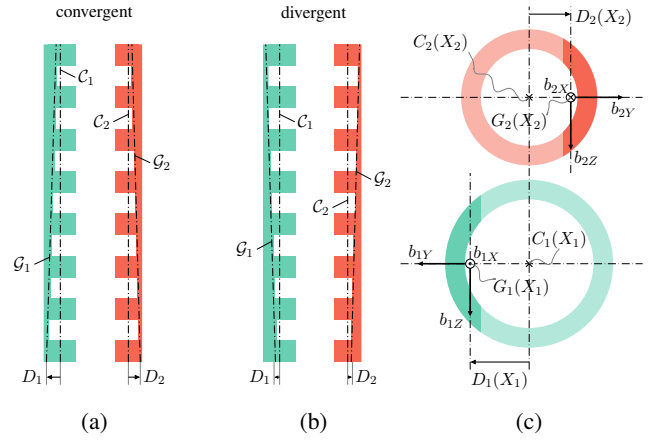 convergent
𝒞₁
𝒞₂
𝒢₂
𝒢₁
D₁
D₂
(a)
divergent
𝒞₁
𝒢₂
𝒞₂
𝒢₁
D₁
D₂
(b)
D₂(X₂)
C₂(X₂)
b₂X
b₂Y
G₂(X₂)
b₂Z
C₁(X₁)
b₁Y
b₁X
G₁(X₁)
b₁Z
D₁(X₁)
(c)